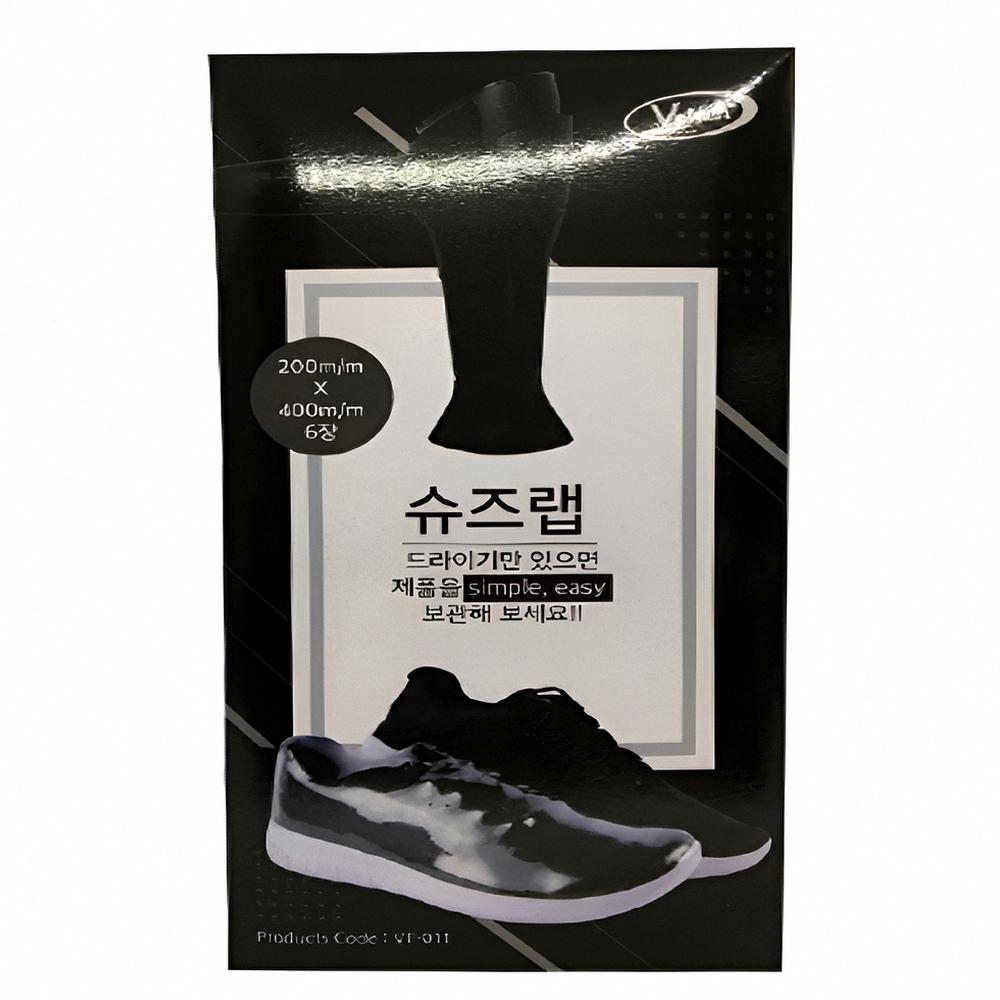 200m/m
X
400m/m
6장
슈즈랩
드라이기만 있으면
제품을 simple, easy
보관해 보세요!!
Products Code : VF-011